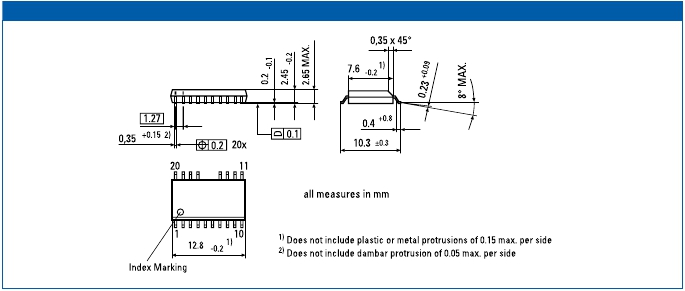 0,35 x 45°
7.6 -0.2 1)
0.2 -0.1
2.45 -0.2
2.65 MAX.
0.23 +0.09
8° MAX.
1.27
0,35 +0.15 2)
0.2 20x
D 0.1
0.4 +0.8
10.3 ±0.3
20 11
all measures in mm
1 10
12.8 -0.2 1)
Index Marking
1) Does not include plastic or metal protrusions of 0.15 max. per side
2) Does not include dambar protrusion of 0.05 max. per side